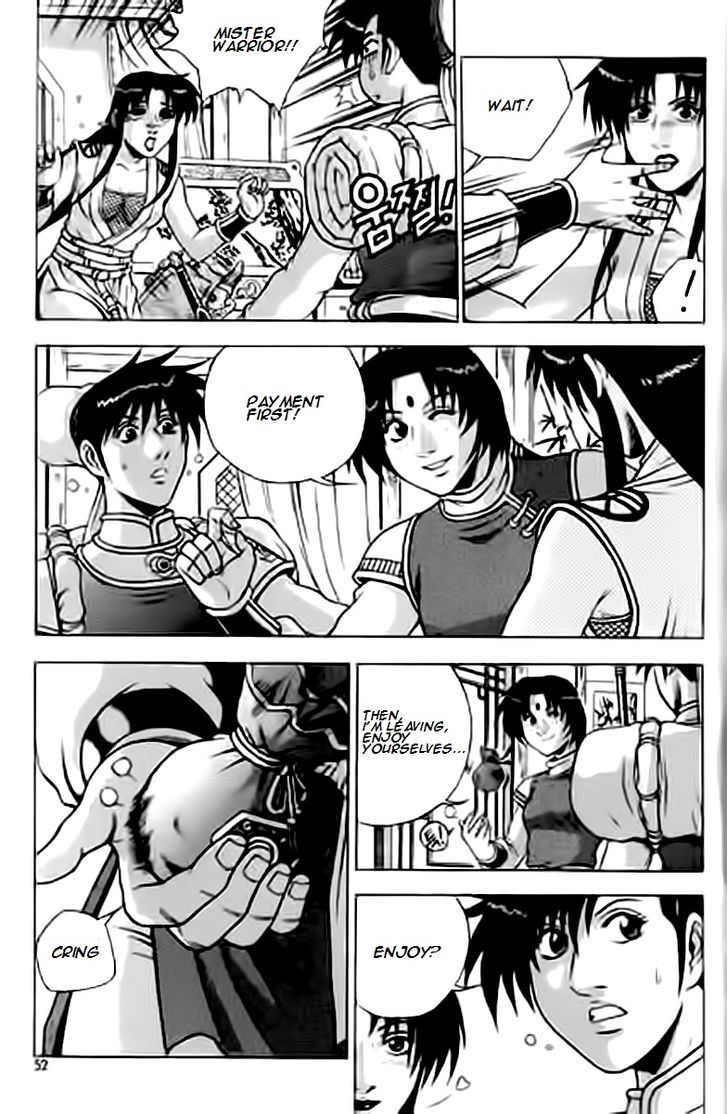 MISTER
WARRIOR!!
움찔!
WAIT!
!
PAYMENT
FIRST!
CRING
THEN,
I'M LEAVING,
ENJOY
YOURSELVES...
ENJOY?
52